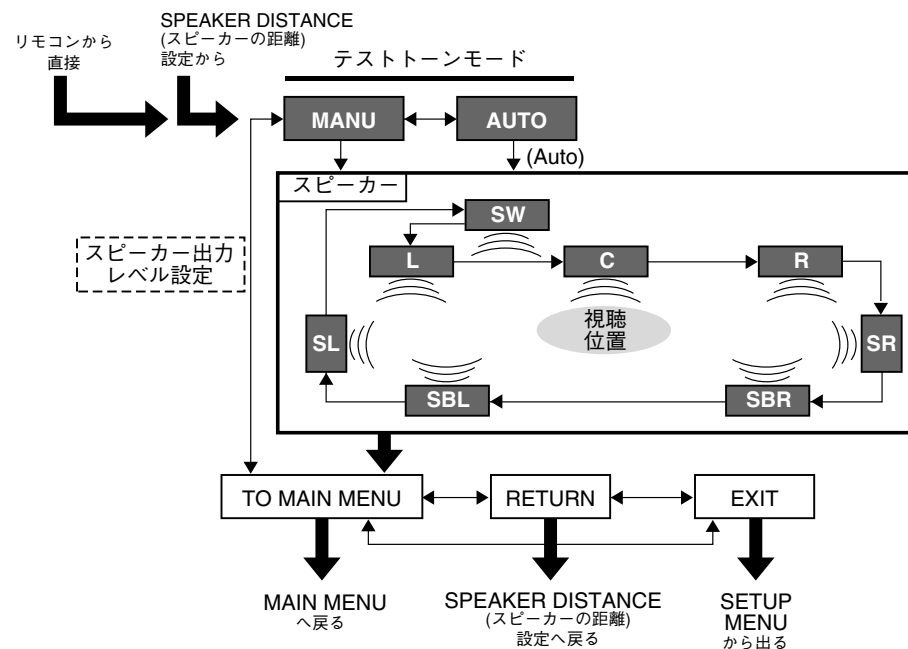 リモコンから
直接
SPEAKER DISTANCE
(スピーカーの距離)
設定から
テストトーンモード
MANU
AUTO
(Auto)
スピーカー
SW
L
C
R
スピーカー出力
レベル設定
視聴
位置
SL
SR
SBL
SBR
TO MAIN MENU
RETURN
EXIT
MAIN MENU
へ戻る
SPEAKER DISTANCE
(スピーカーの距離)
設定へ戻る
SETUP
MENU
から出る